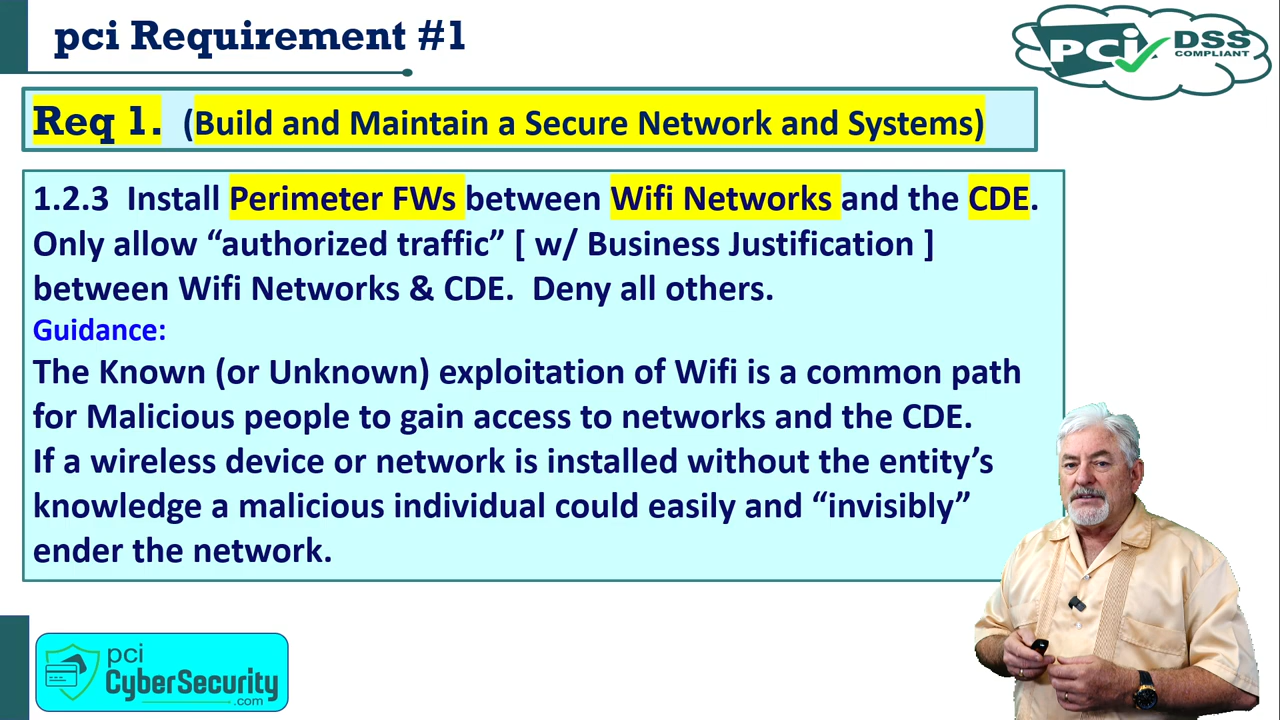 pci Requirement #1
PCi DSS
COMPLIANT
Req 1. (Build and Maintain a Secure Network and Systems)
1.2.3 Install Perimeter FWs between Wifi Networks and the CDE.
Only allow “authorized traffic” [ w/ Business Justification ]
between Wifi Networks & CDE. Deny all others.
Guidance:
The Known (or Unknown) exploitation of Wifi is a common path
for Malicious people to gain access to networks and the CDE.
If a wireless device or network is installed without the entity’s
knowledge a malicious individual could easily and “invisibly”
ender the network.
pci
CyberSecurity
.com